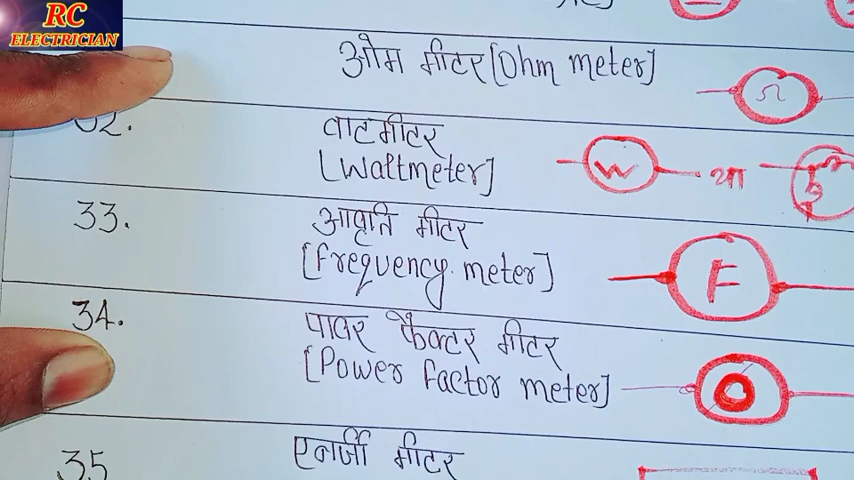 RC
ELECTRICIAN
ओम मीटर [Ohm meter]
Ω
32.
वाटमीटर
[Wattmeter]
W
या
33.
आवृत्ति मीटर
[Frequency meter]
F
34.
पावर फैक्टर मीटर
[Power factor meter]
35
एनर्जी मीटर